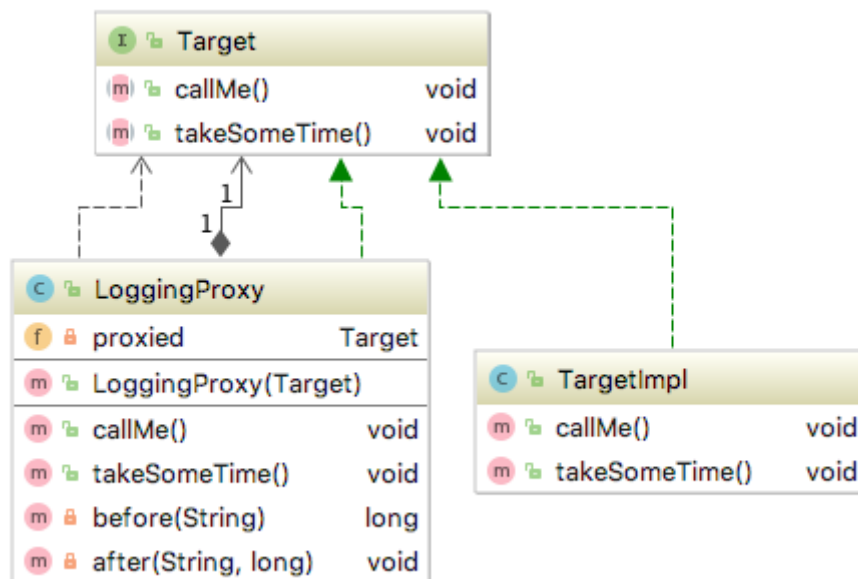 I Target
m callMe() void
m takeSomeTime() void
1
1
C LoggingProxy
f proxied Target
m LoggingProxy(Target)
m callMe() void
m takeSomeTime() void
m before(String) long
m after(String, long) void
C TargetImpl
m callMe() void
m takeSomeTime() void